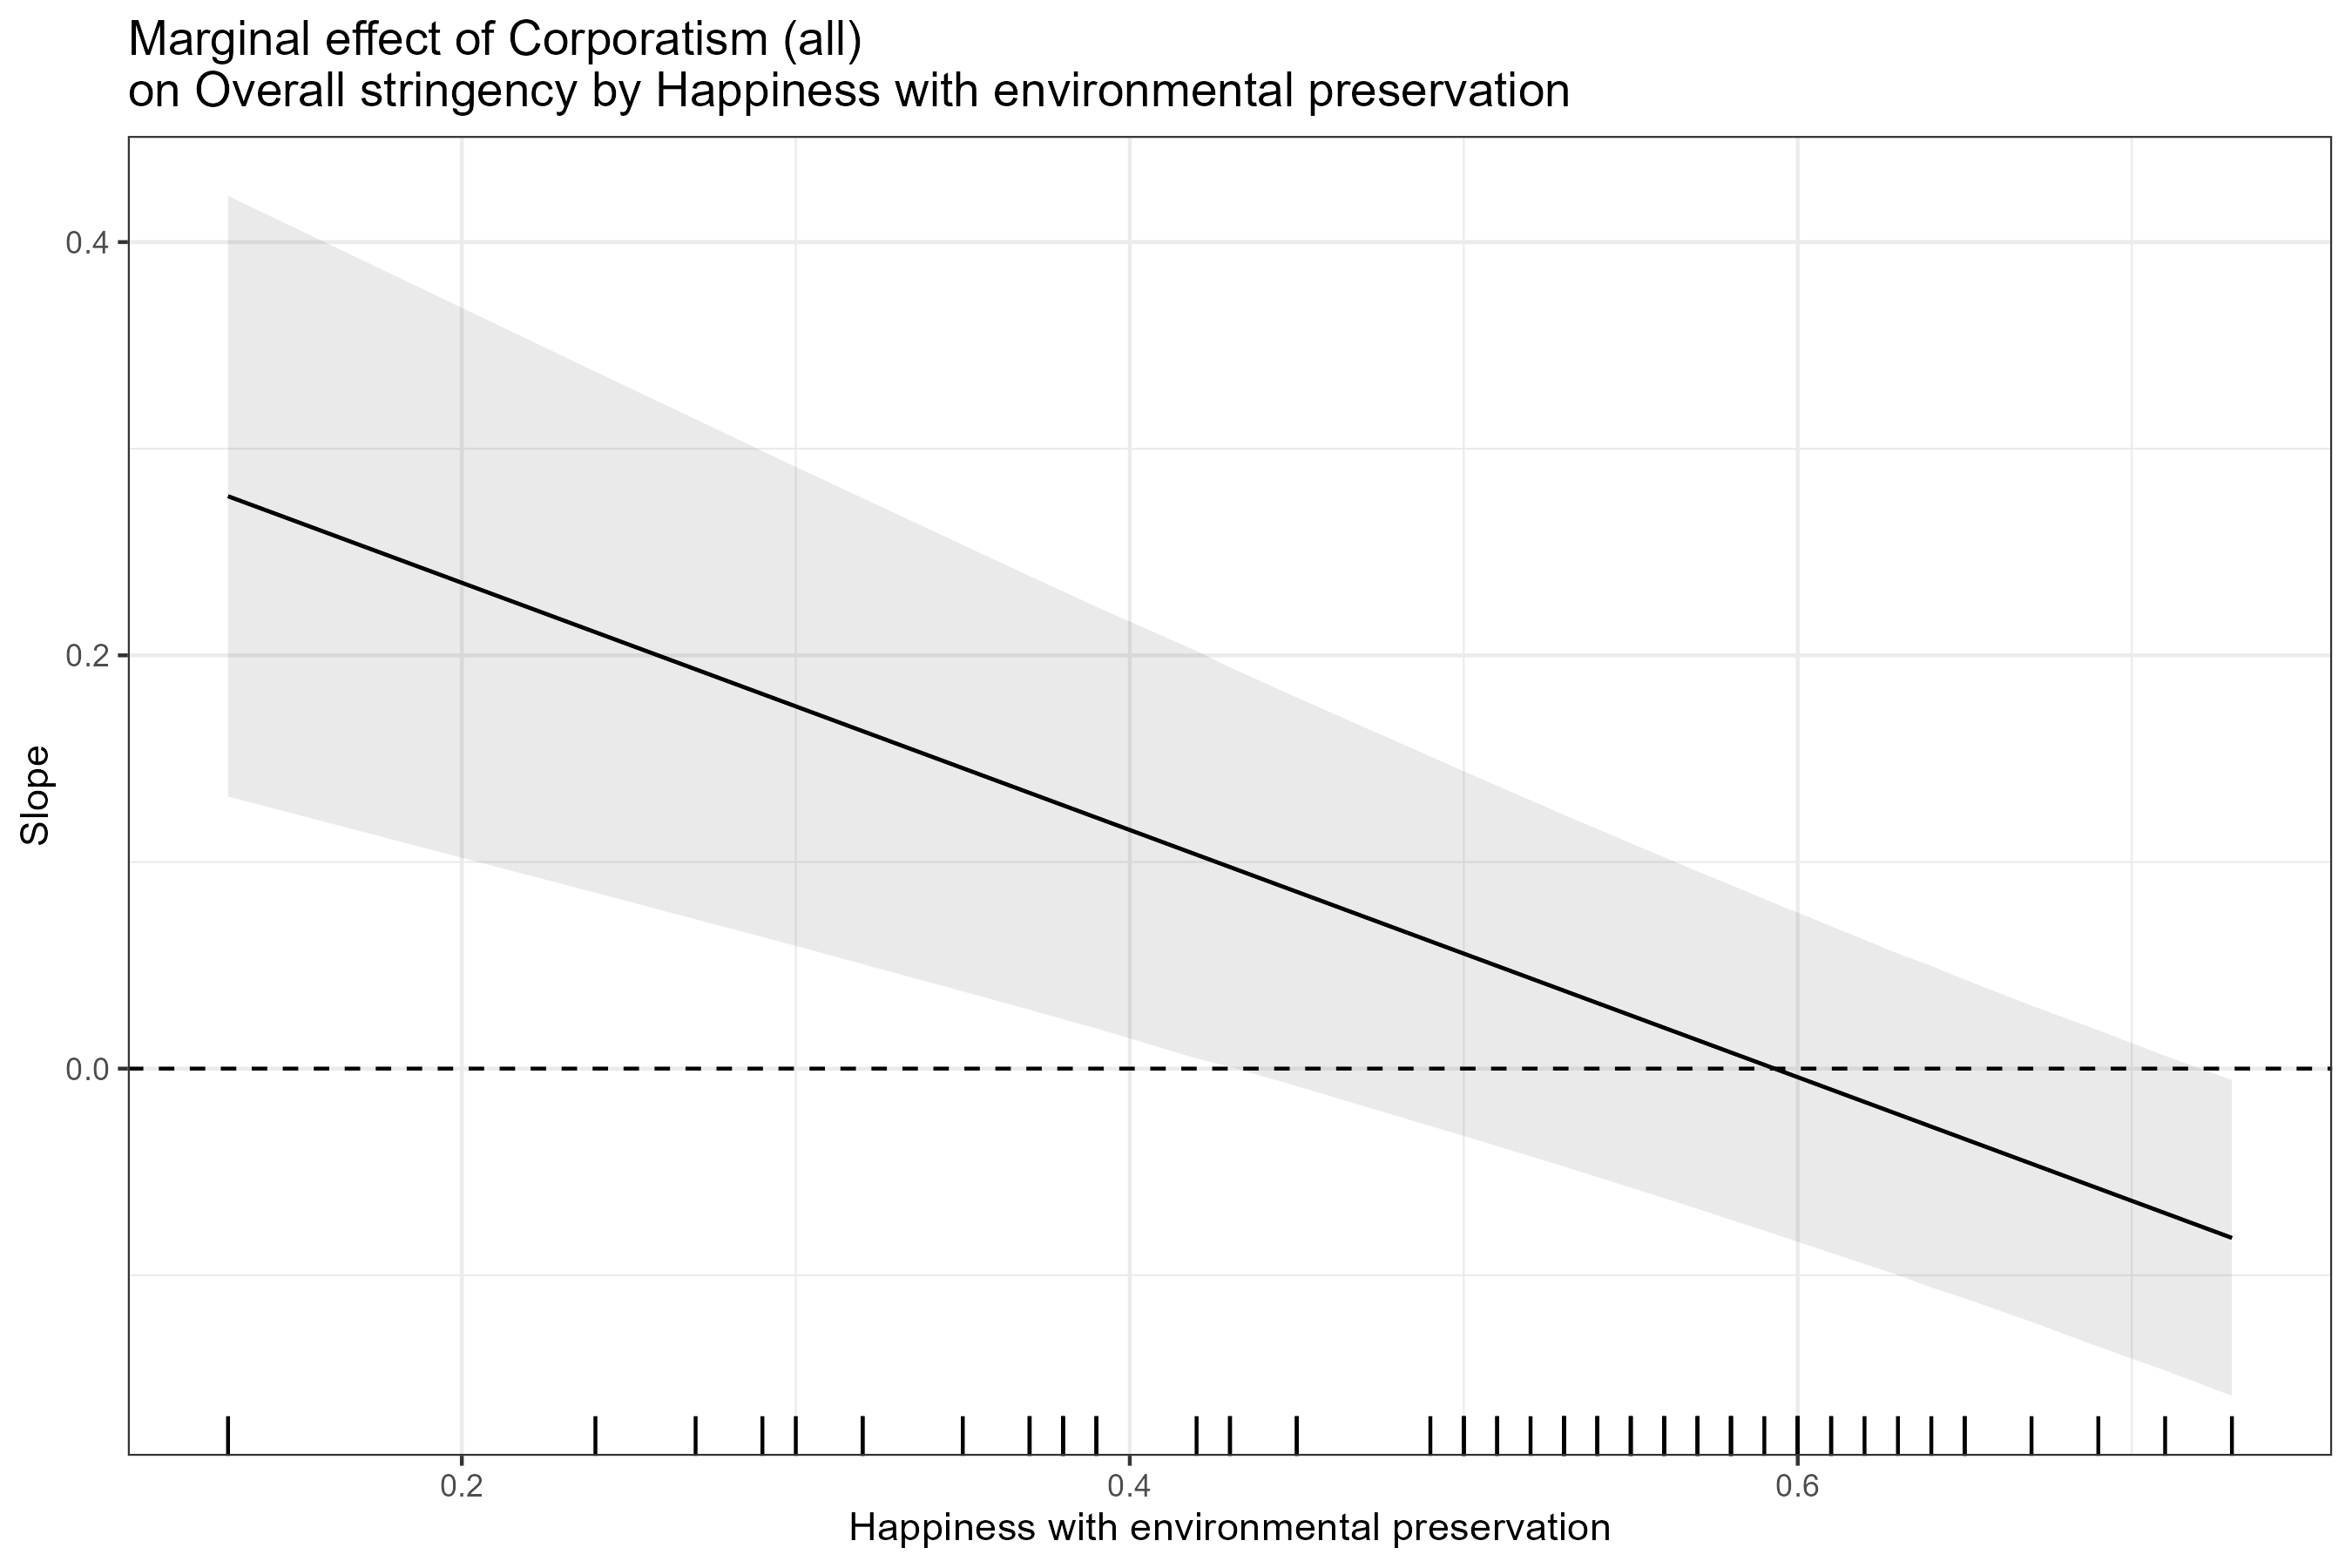 Marginal effect of Corporatism (all)
on Overall stringency by Happiness with environmental preservation
0.4
0.2
0.0
Slope
0.2
0.4
0.6
Happiness with environmental preservation